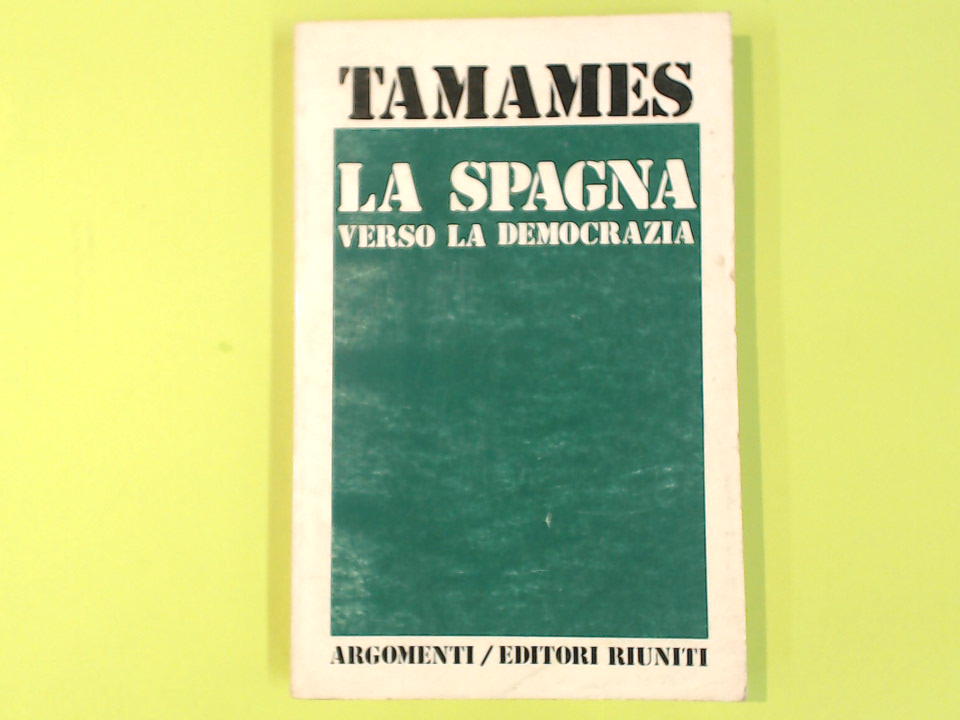 TAMAMES
LA SPAGNA
VERSO LA DEMOCRAZIA
ARGOMENTI / EDITORI RIUNITI